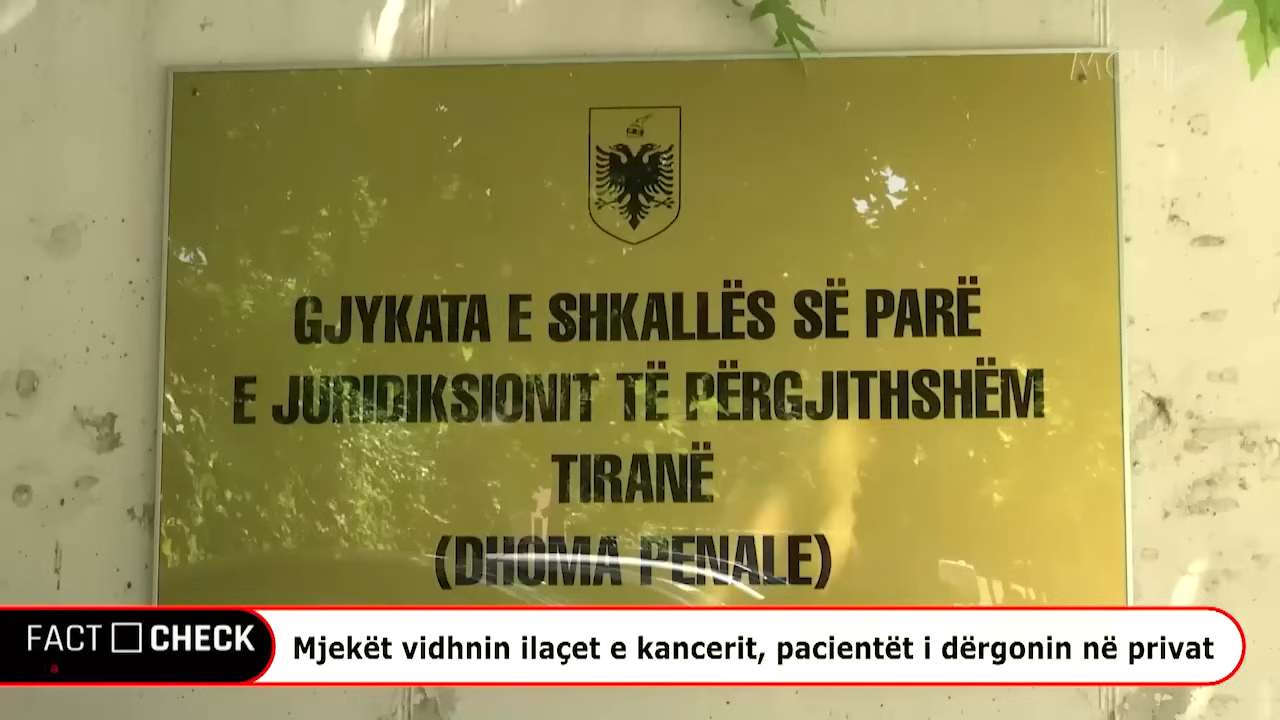 GJYKATA E SHKALLËS SË PARË
E JURIDIKSIONIT TË PËRGJITHSHËM
TIRANË
(DHOMA PENALE)
FACT CHECK
Mjekët vidhnin ilaçet e kancerit, pacientët i dërgonin në privat